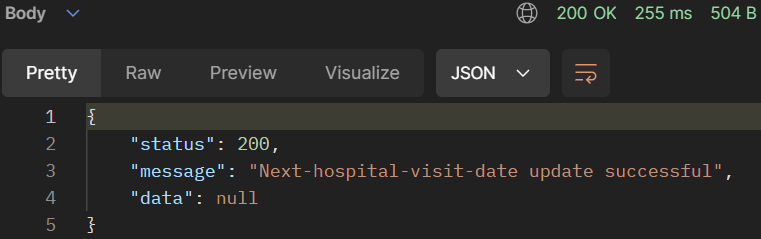 Body 200 OK 255 ms 504 B
Pretty Raw Preview Visualize JSON
1 {
2 "status": 200,
3 "message": "Next-hospital-visit-date update successful",
4 "data": null
5 }